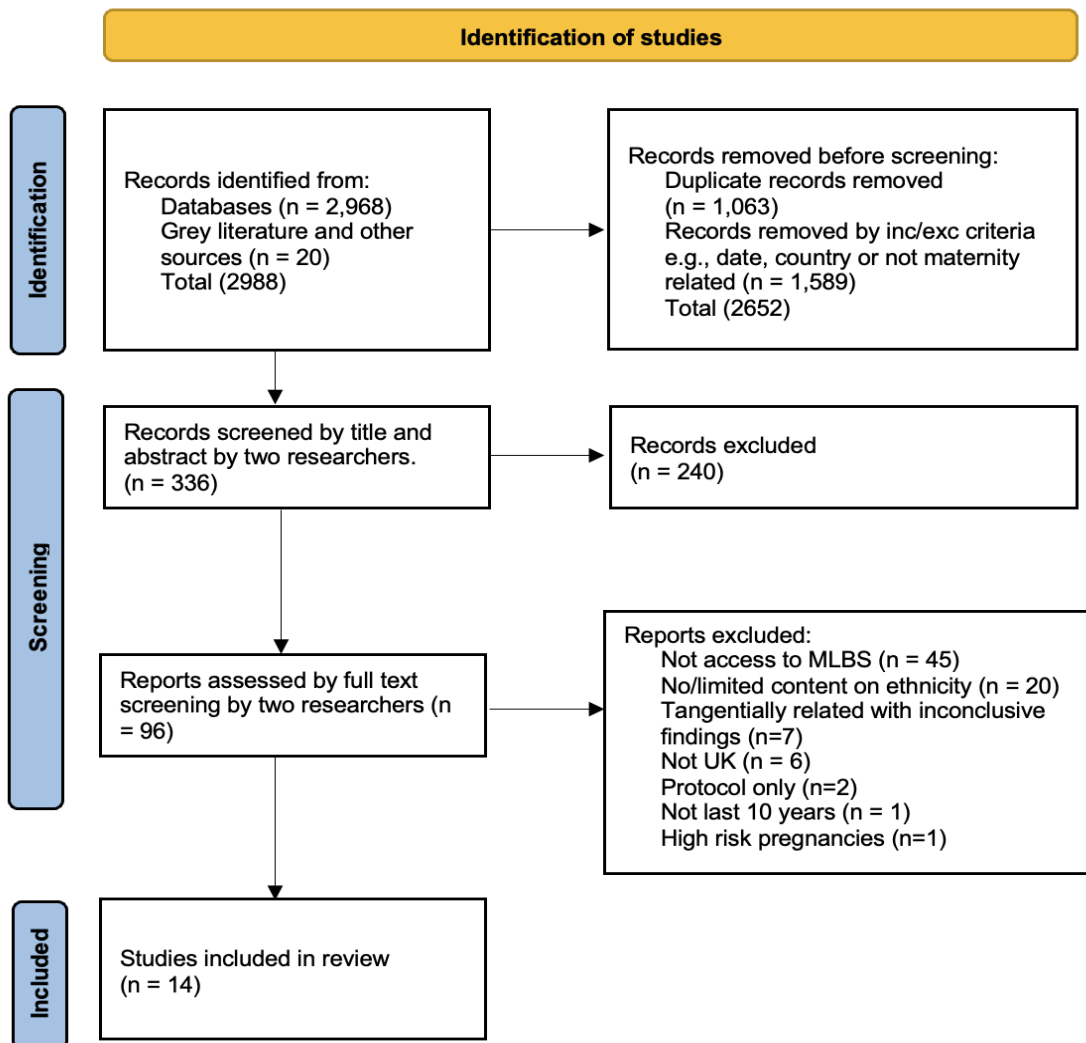 Identification of studies
Identification
Records identified from:
Databases (n = 2,968)
Grey literature and other
sources (n = 20)
Total (2988)
Records removed before screening:
Duplicate records removed
(n = 1,063)
Records removed by inc/exc criteria
e.g., date, country or not maternity
related (n = 1,589)
Total (2652)
Screening
Records screened by title and
abstract by two researchers.
(n = 336)
Records excluded
(n = 240)
Reports assessed by full text
screening by two researchers (n
= 96)
Reports excluded:
Not access to MLBS (n = 45)
No/limited content on ethnicity (n = 20)
Tangentially related with inconclusive
findings (n=7)
Not UK (n = 6)
Protocol only (n=2)
Not last 10 years (n = 1)
High risk pregnancies (n=1)
Included
Studies included in review
(n = 14)